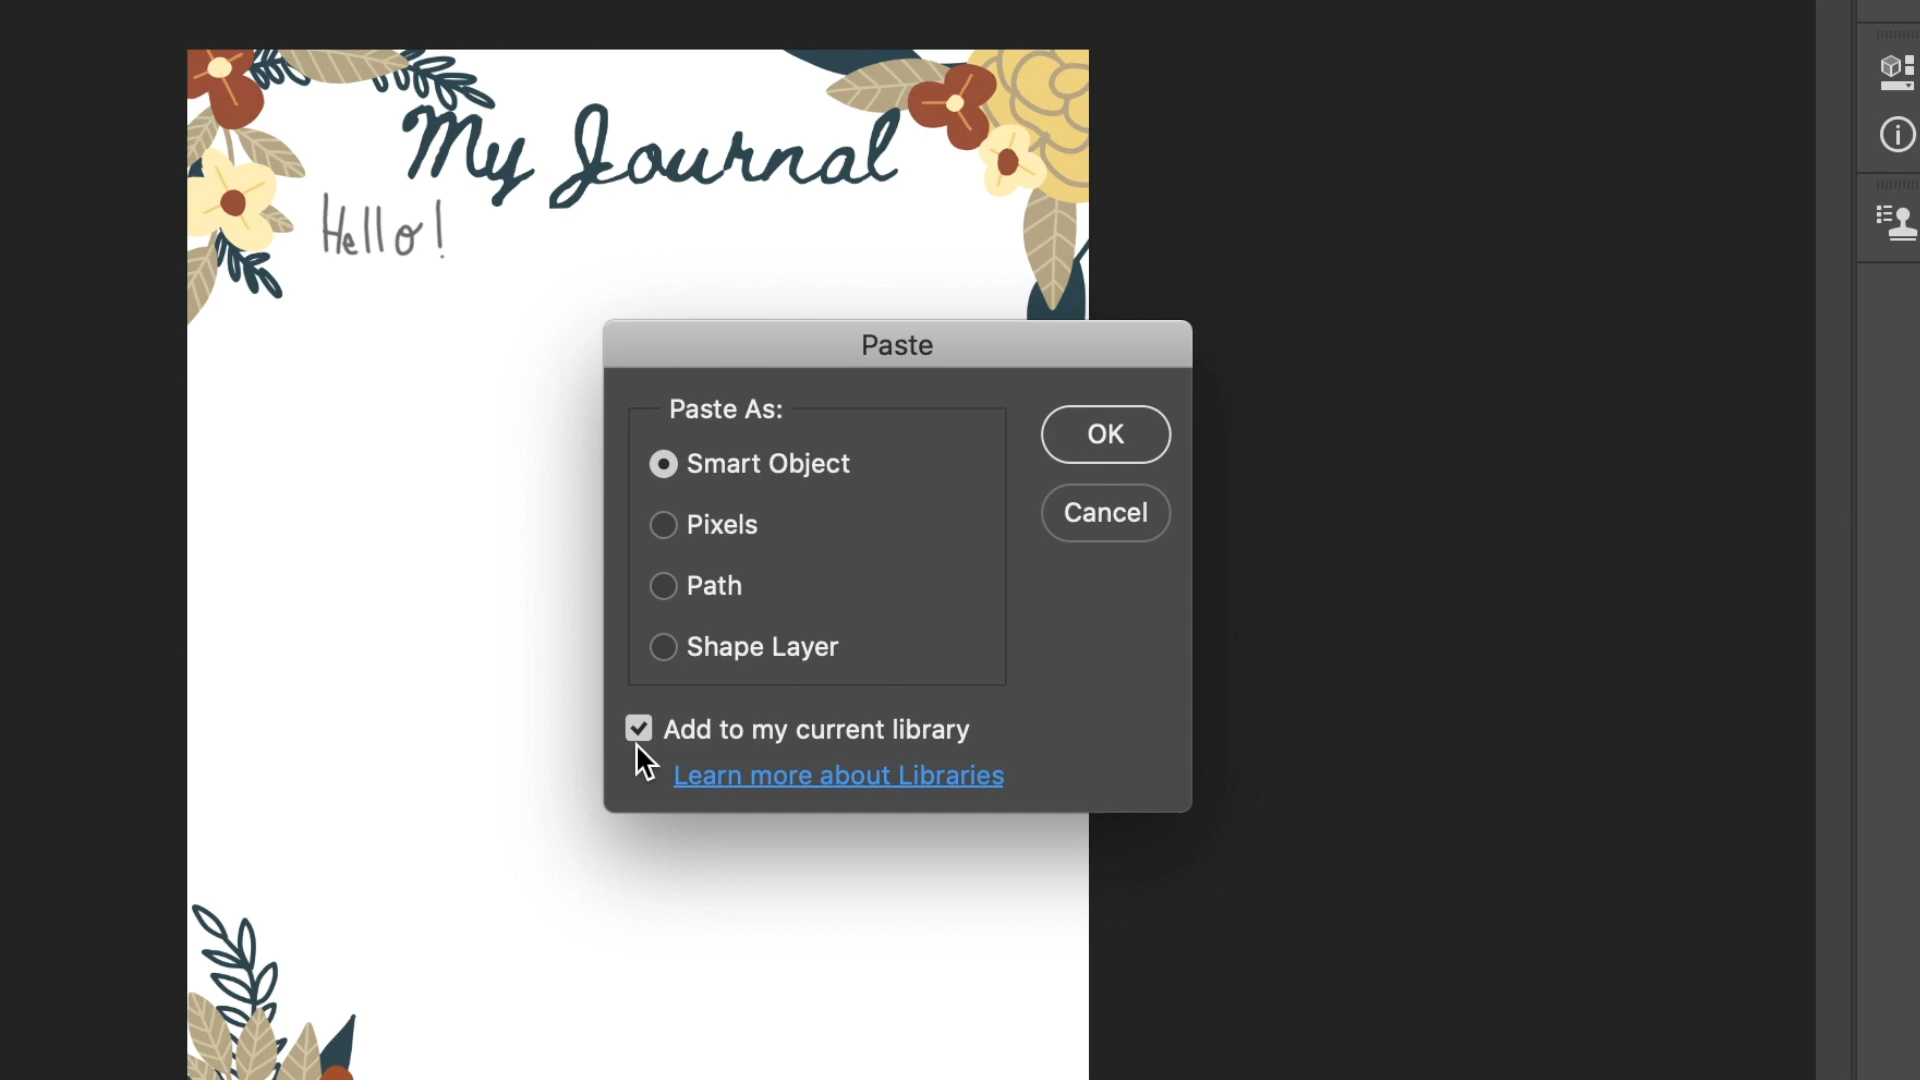 My Journal
Hello!
Paste
Paste As:
OK
Smart Object
Cancel
Pixels
Path
Shape Layer
Add to my current library
Learn more about Libraries